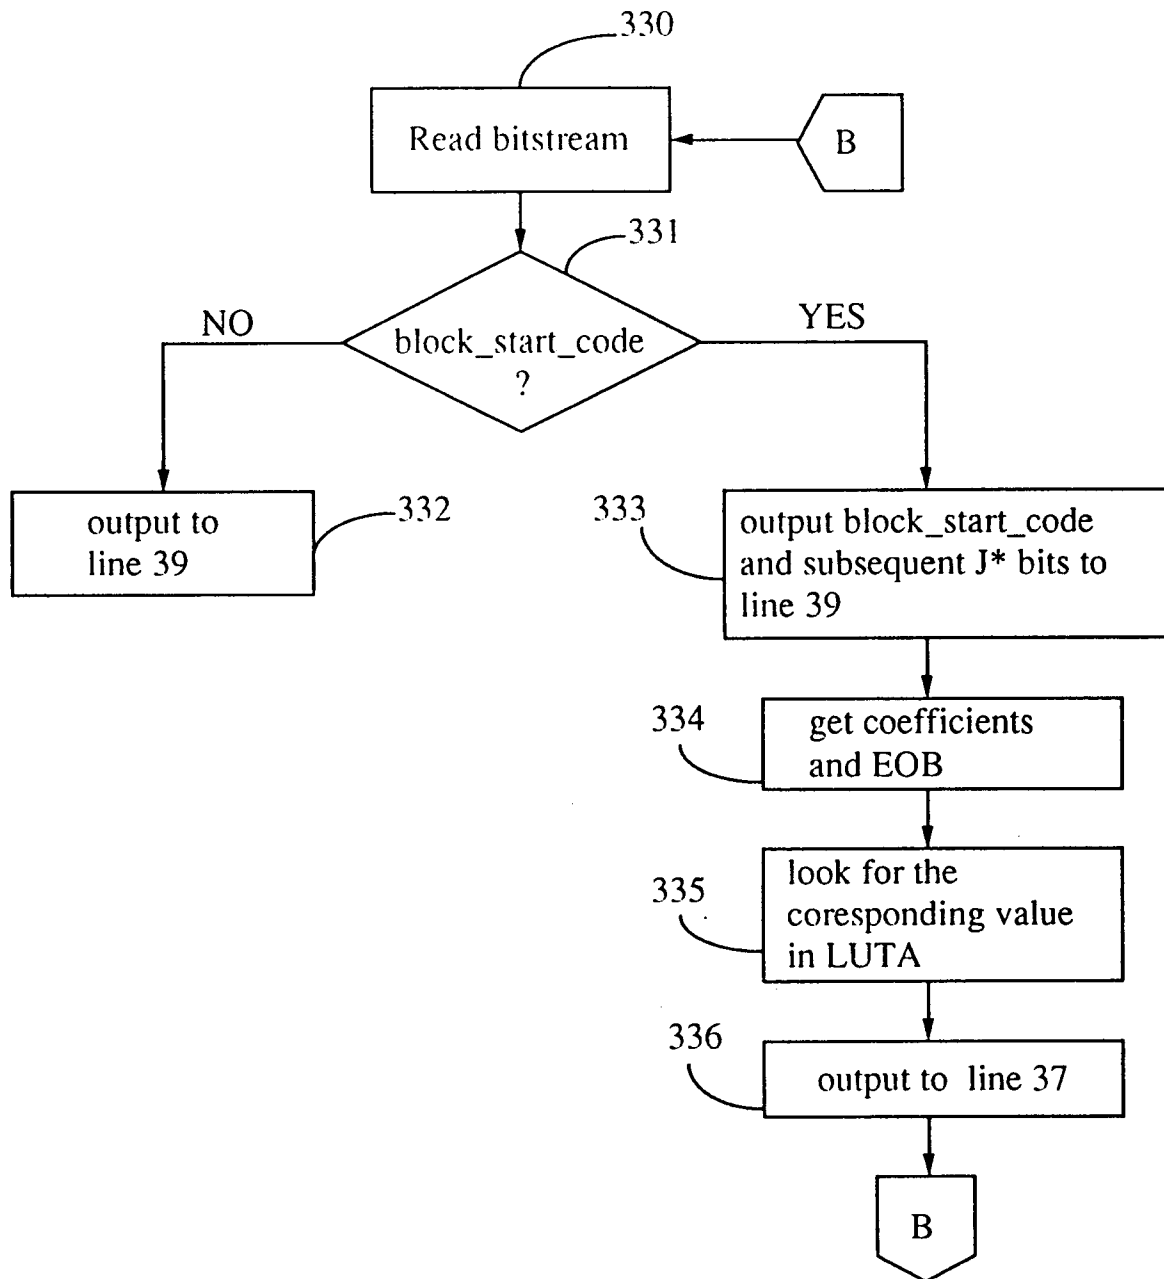 330
Read bitstream
B
331
NO
YES
block_start_code
?
output to
line 39
332
333
output block_start_code
and subsequent J* bits to
line 39
334
get coefficients
and EOB
335
look for the
coresponding value
in LUTA
336
output to line 37
B